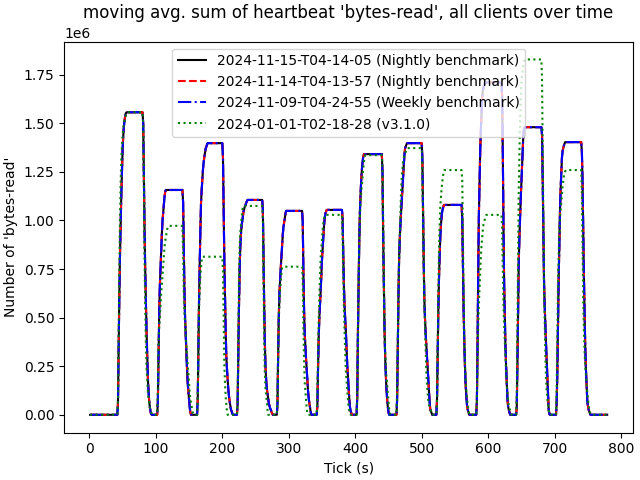 moving avg. sum of heartbeat 'bytes-read', all clients over time
1e6
2024-11-15-T04-14-05 (Nightly benchmark)
2024-11-14-T04-13-57 (Nightly benchmark)
2024-11-09-T04-24-55 (Weekly benchmark)
2024-01-01-T02-18-28 (v3.1.0)
1.75
1.50
1.25
1.00
0.75
0.50
0.25
0.00
Number of 'bytes-read'
0 100 200 300 400 500 600 700 800
Tick (s)